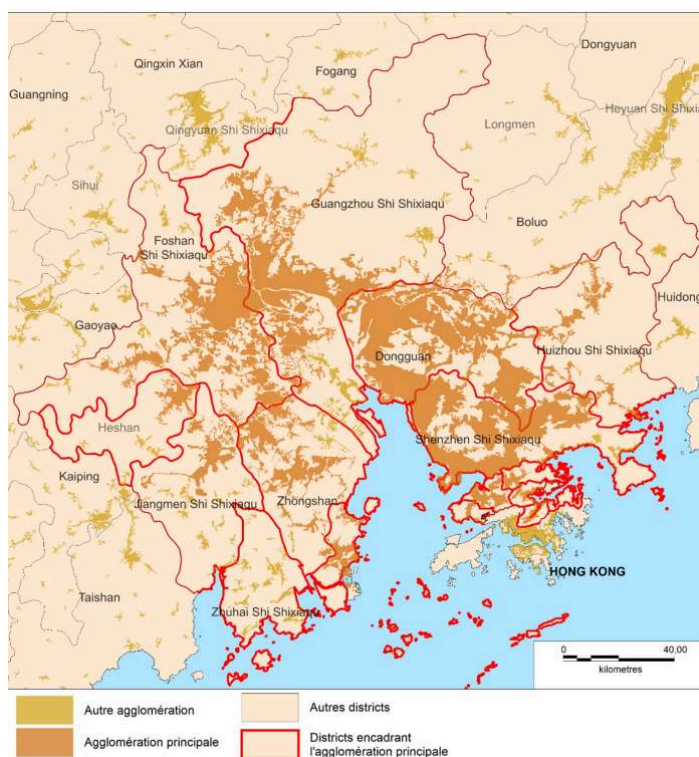 Dongyuan
Qingxin Xian
Fogang
Guangning
Heyuan Shi Shixia
Qingyuan Shi Shixiaqu
Longmen
Sihui
Guangzhou Shi Shixiaqu
Boluo
Foshan
Shi Shixiaqu
Huidong
Gaoyao
Dongguan
Huizhou Shi Shixiaqu
Heshan
Shenzhen Shi Shixiaqu
Kaiping
Jiangmen Shi Shixiaqu
Zhongshan
HONG KONG
Taishan
Zhuhai Shi Shixiaqu
0 40,00
kilometres
Autre agglomération
Autres districts
Agglomération principale
Districts encadrant
l'agglomération principale